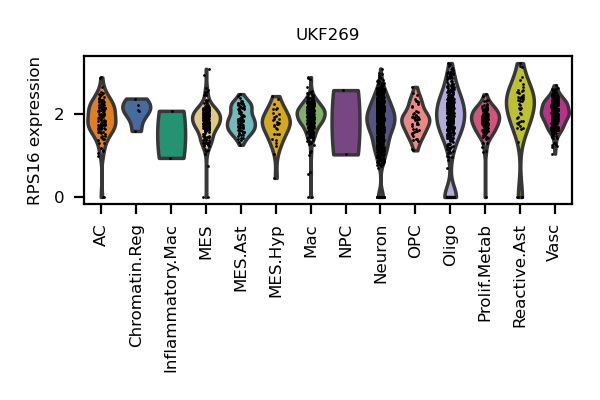 UKF269
RPS16 expression
2
0
AC
Chromatin.Reg
Inflammatory.Mac
MES
MES.Ast
MES.Hyp
Mac
NPC
Neuron
OPC
Oligo
Prolif.Metab
Reactive.Ast
Vasc